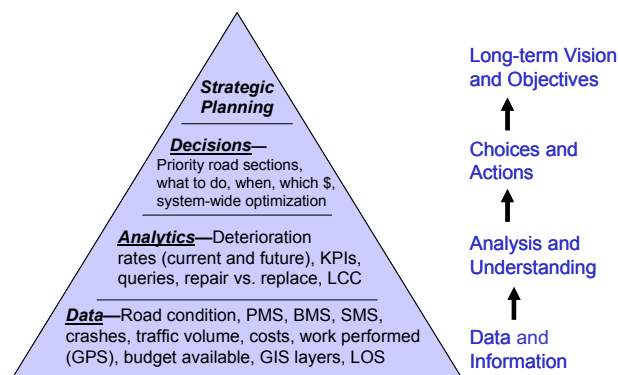 Strategic
Planning
Decisions—
Priority road sections,
what to do, when, which $,
system-wide optimization
Analytics—Deterioration
rates (current and future), KPIs,
queries, repair vs. replace, LCC
Data—Road condition, PMS, BMS, SMS,
crashes, traffic volume, costs, work performed
(GPS), budget available, GIS layers, LOS
Long-term Vision
and Objectives
Choices and
Actions
Analysis and
Understanding
Data and
Information